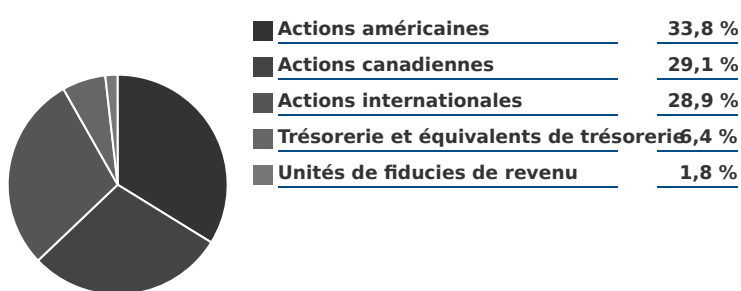 Actions américaines 33,8 %
Actions canadiennes 29,1 %
Actions internationales 28,9 %
Trésorerie et équivalents de trésorerie 6,4 %
Unités de fiducies de revenu 1,8 %